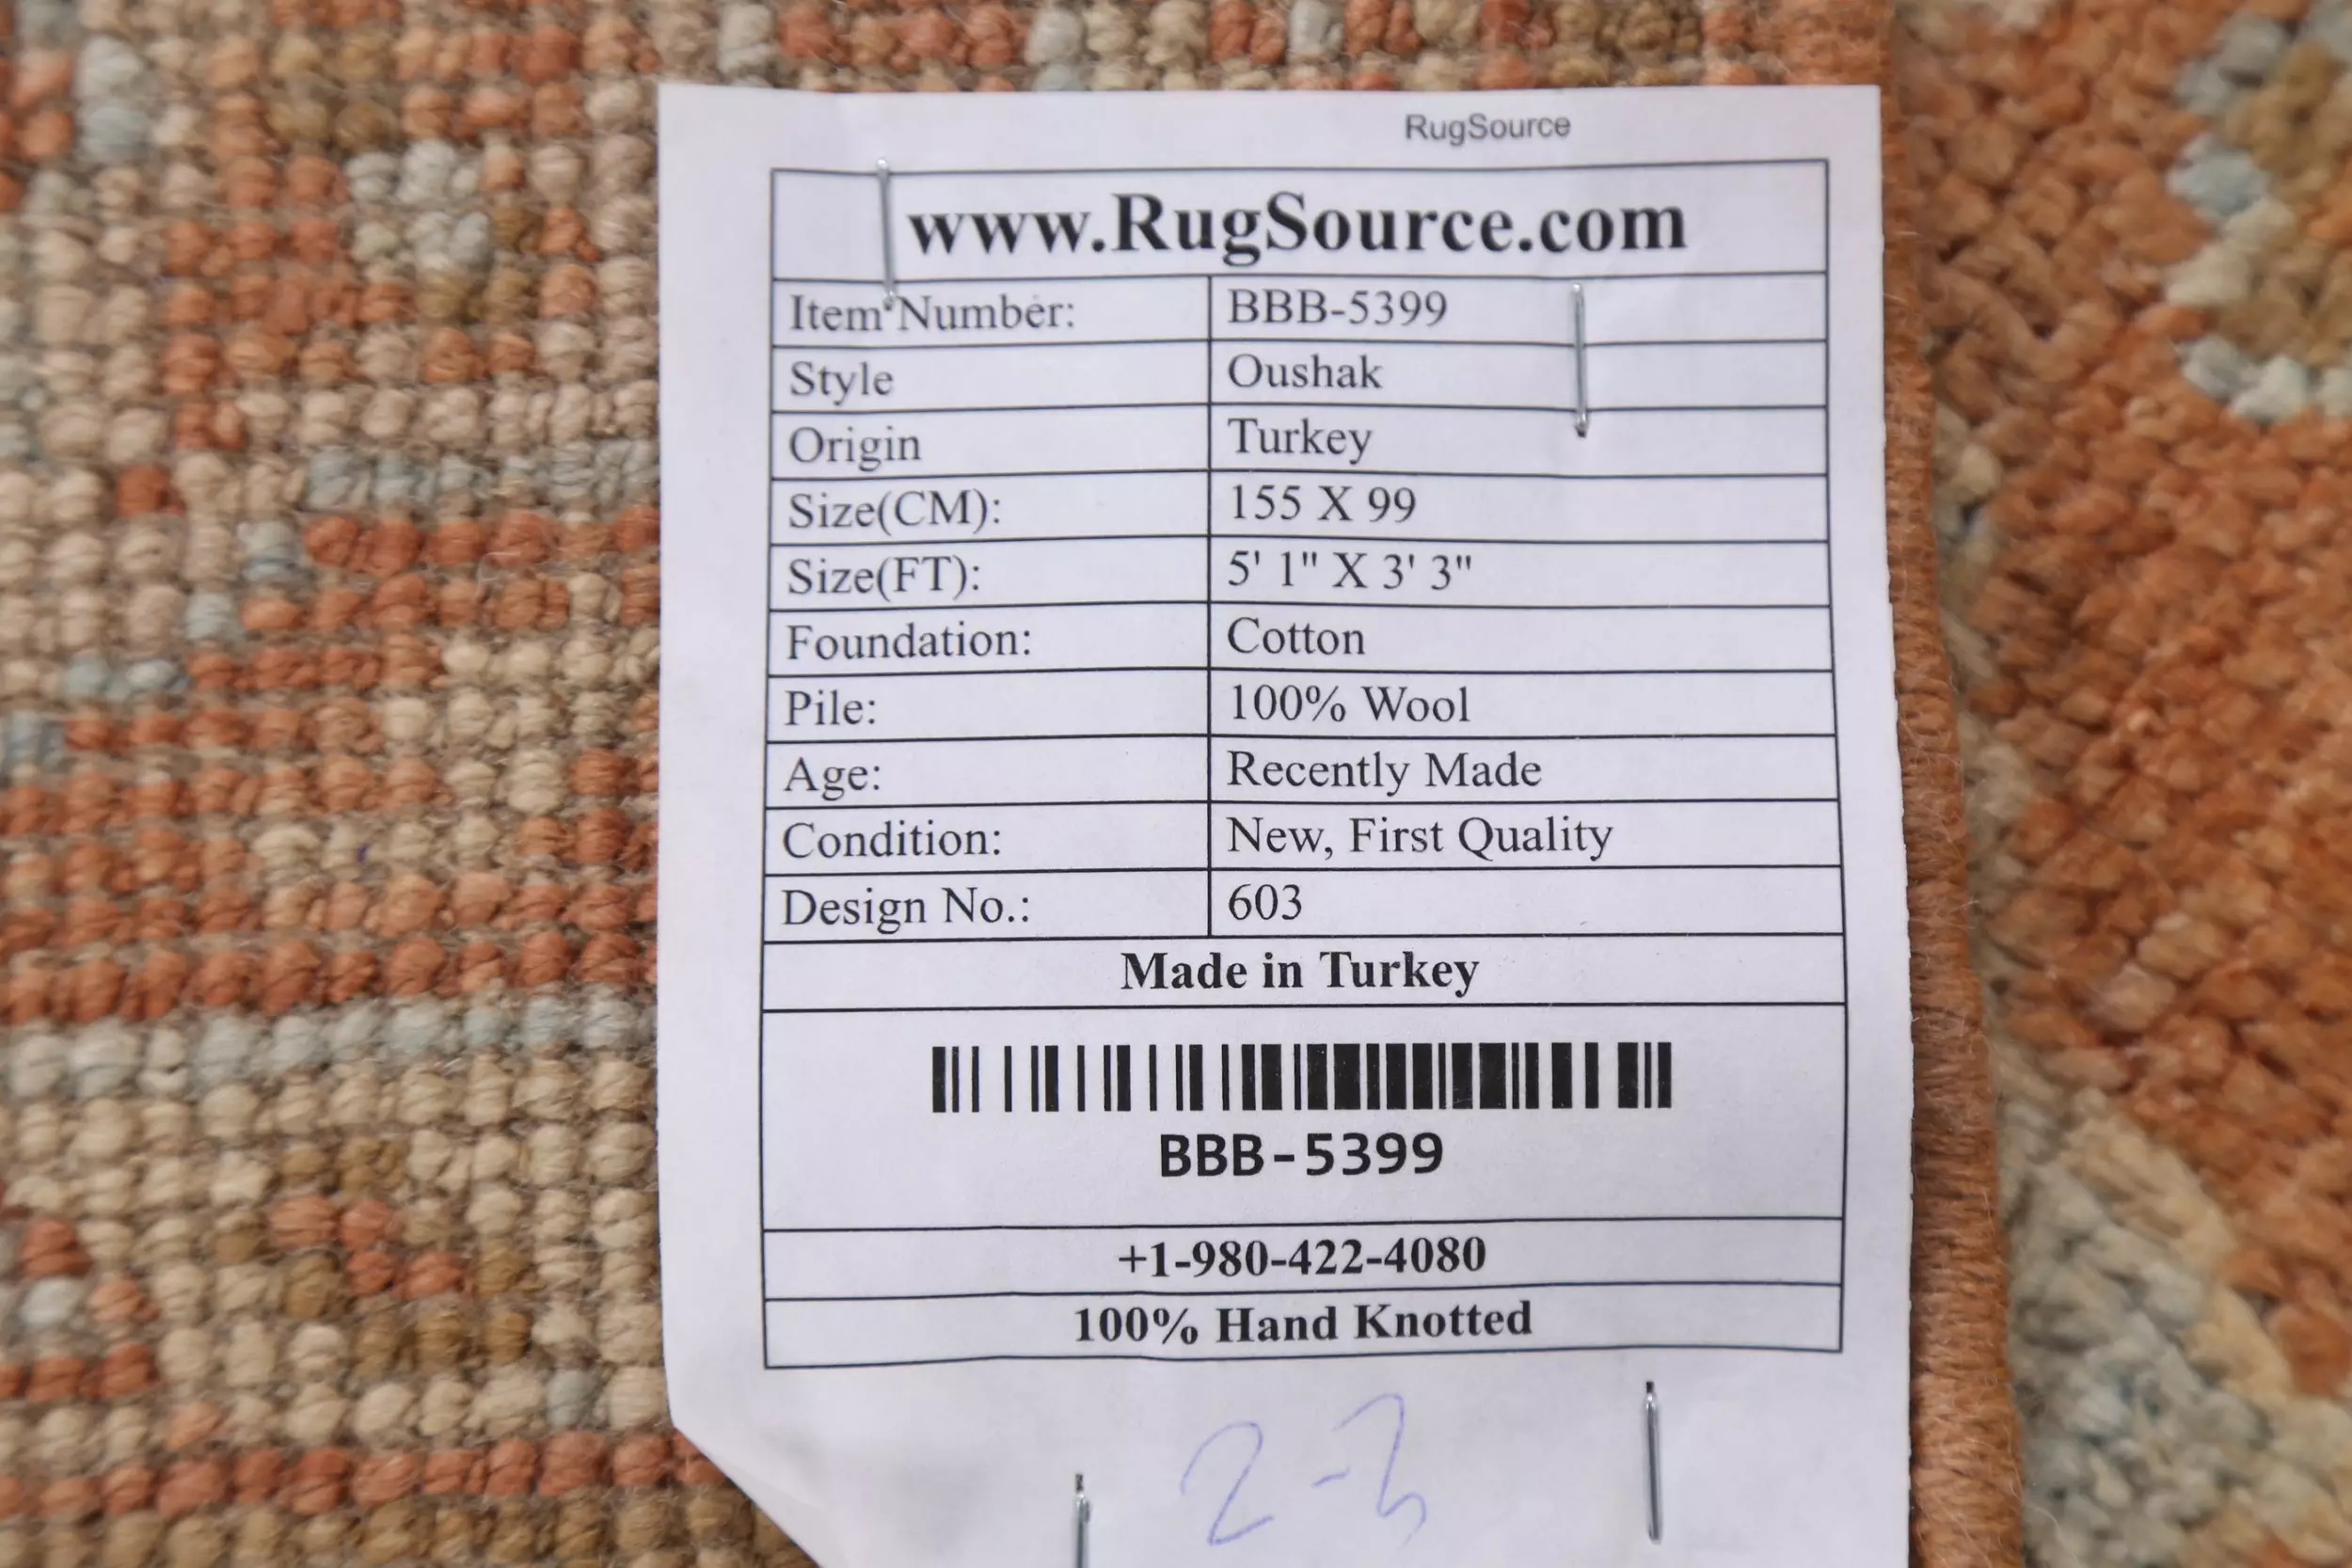 RugSource
www.RugSource.com
Item Number: BBB-5399
Style Oushak
Origin Turkey
Size(CM): 155 X 99
Size(FT): 5' 1" X 3' 3"
Foundation: Cotton
Pile: 100% Wool
Age: Recently Made
Condition: New, First Quality
Design No.: 603
Made in Turkey
BBB-5399
+1-980-422-4080
100% Hand Knotted
2-3